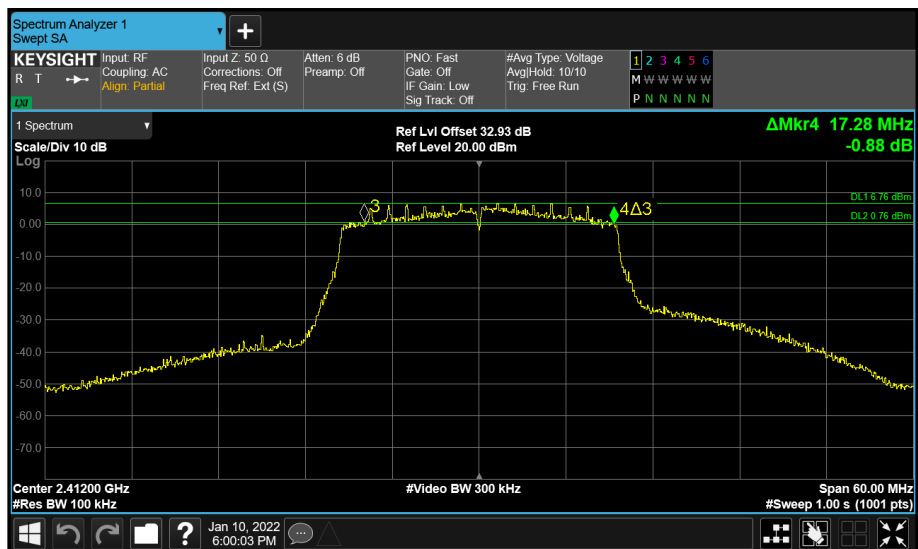 Spectrum Analyzer 1
Swept SA
KEYSIGHT
R T
LXI
Input: RF
Coupling: AC
Align: Partial
Input Z: 50 Ω
Corrections: Off
Freq Ref: Ext (S)
Atten: 6 dB
Preamp: Off
PNO: Fast
Gate: Off
IF Gain: Low
Sig Track: Off
#Avg Type: Voltage
Avg|Hold: 10/10
Trig: Free Run
1 2 3 4 5 6
M W W W W W
P N N N N N
1 Spectrum
Scale/Div 10 dB
Ref Lvl Offset 32.93 dB
Ref Level 20.00 dBm
ΔMkr4 17.28 MHz
-0.88 dB
Log
10.0
0.00
-10.0
-20.0
-30.0
-40.0
-50.0
-60.0
-70.0
3
4Δ3
DL1 6.76 dBm
DL2 0.76 dBm
Center 2.41200 GHz
#Video BW 300 kHz
Span 60.00 MHz
#Res BW 100 kHz
#Sweep 1.00 s (1001 pts)
?
Jan 10, 2022
6:00:03 PM